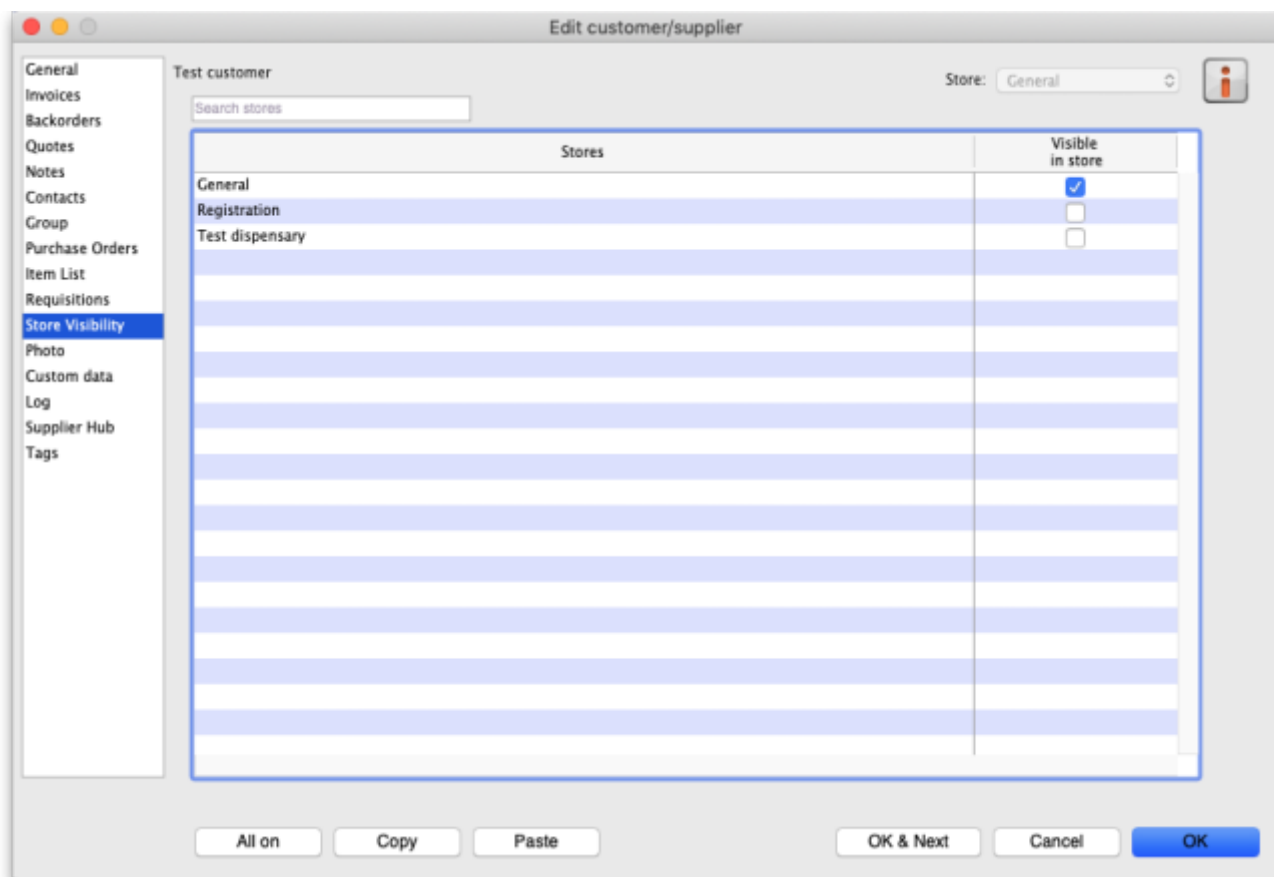 Edit customer/supplier
General
Invoices
Backorders
Quotes
Notes
Contacts
Group
Purchase Orders
Item List
Requisitions
Store Visibility
Photo
Custom data
Log
Supplier Hub
Tags
Test customer
Store: General
Search stores
Stores
Visible
in store
General
Registration
Test dispensary
All on
Copy
Paste
OK & Next
Cancel
OK